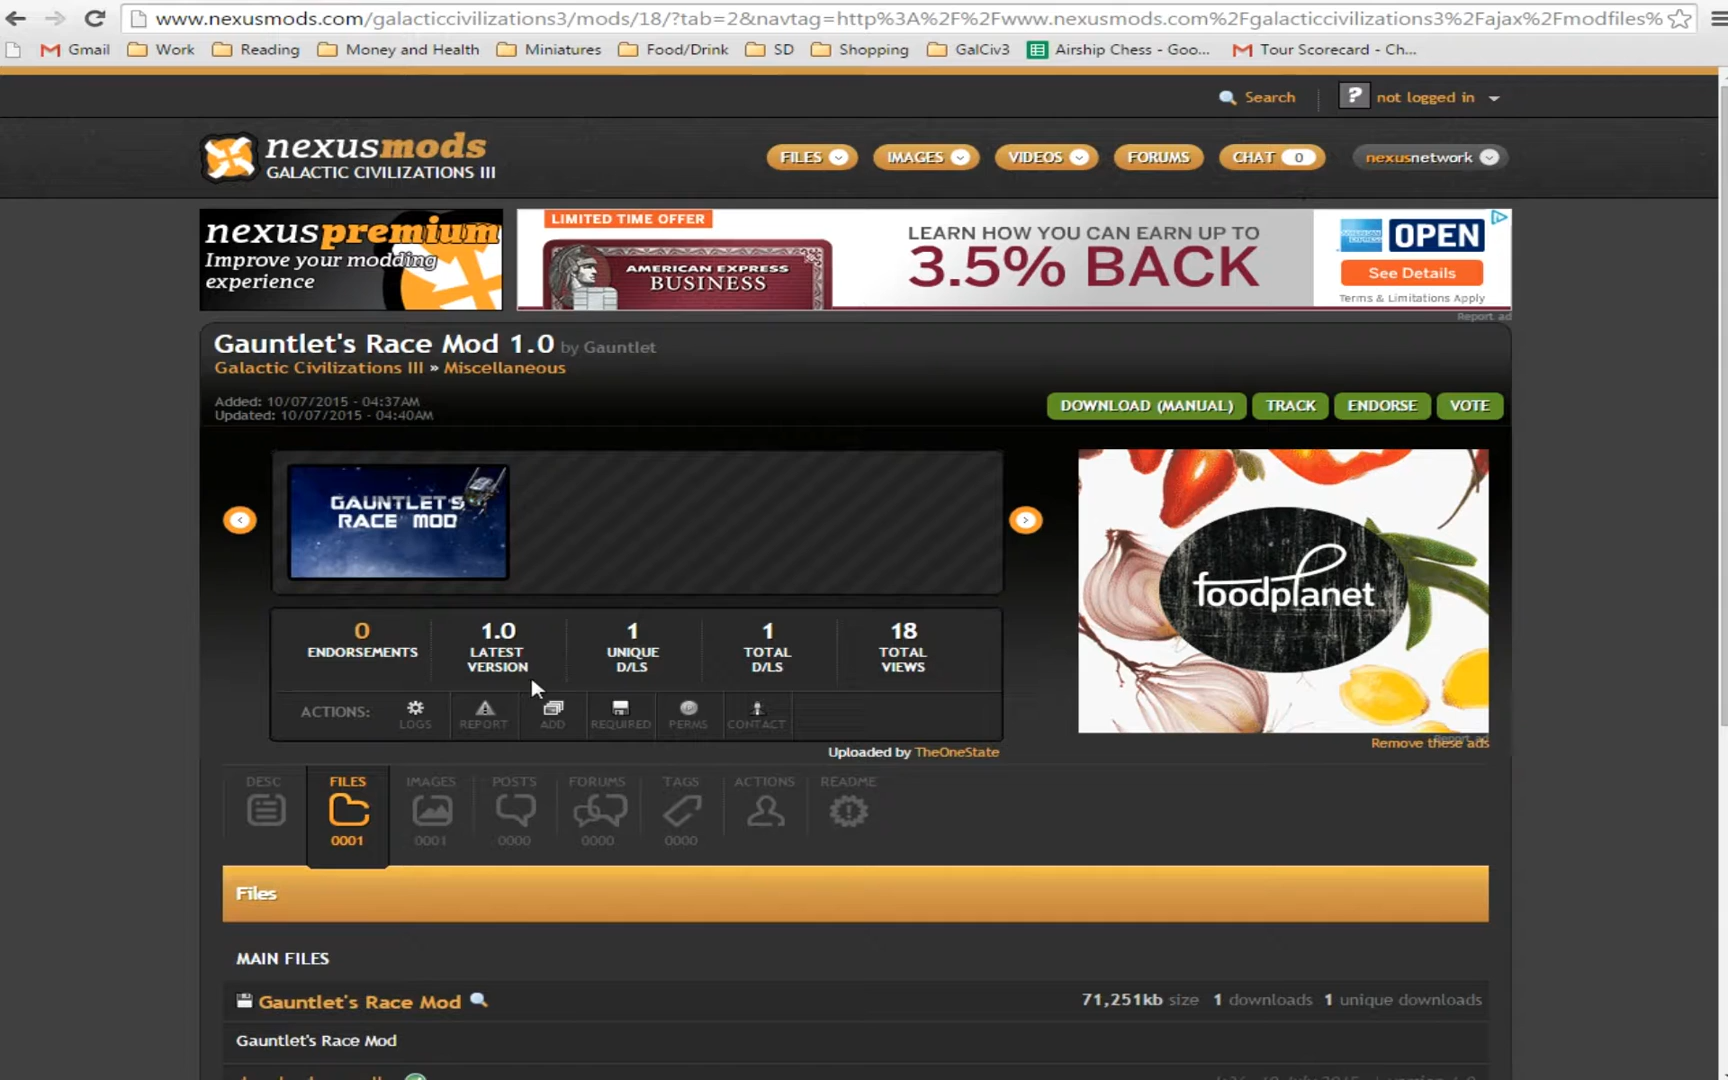 www.nexusmods.com/galacticcivilizations3/mods/18/?tab=2&navtag=http%3A%2F%2Fwww.nexusmods.com%2Fgalacticcivilizations3%2Fajax%2Fmodfiles%
Gmail Work Reading Money and Health Miniatures Food/Drink SD Shopping GalCiv3 Airship Chess - Goo... Tour Scorecard - Ch...
Search ? not logged in
nexusmods
GALACTIC CIVILIZATIONS III
FILES IMAGES VIDEOS FORUMS CHAT 0 nexusnetwork
nexuspremium
Improve your modding
experience
LIMITED TIME OFFER
AMERICAN EXPRESS
BUSINESS
LEARN HOW YOU CAN EARN UP TO
3.5% BACK
OPEN
See Details
Terms & Limitations Apply
Report ad
Gauntlet's Race Mod 1.0 by Gauntlet
Galactic Civilizations III » Miscellaneous
Added: 10/07/2015 - 04:37AM
Updated: 10/07/2015 - 04:40AM
DOWNLOAD (MANUAL) TRACK ENDORSE VOTE
GAUNTLET'S
RACE MOD
foodplanet
0 1.0 1 1 18
ENDORSEMENTS LATEST UNIQUE TOTAL TOTAL
VERSION D/LS D/LS VIEWS
ACTIONS: LOGS REPORT ADD REQUIRED PERMS CONTACT
Report ad
Remove these ads
Uploaded by TheOneState
DESC FILES IMAGES POSTS FORUMS TAGS ACTIONS README
0001 0001 0000 0000 0000
Files
MAIN FILES
Gauntlet's Race Mod 71,251kb size 1 downloads 1 unique downloads
Gauntlet's Race Mod